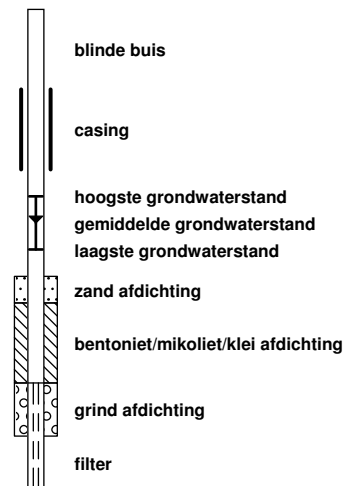 blinde buis
casing
hoogste grondwaterstand
gemiddelde grondwaterstand
laagste grondwaterstand
zand afdichting
bentoniet/mikoliet/klei afdichting
grind afdichting
filter